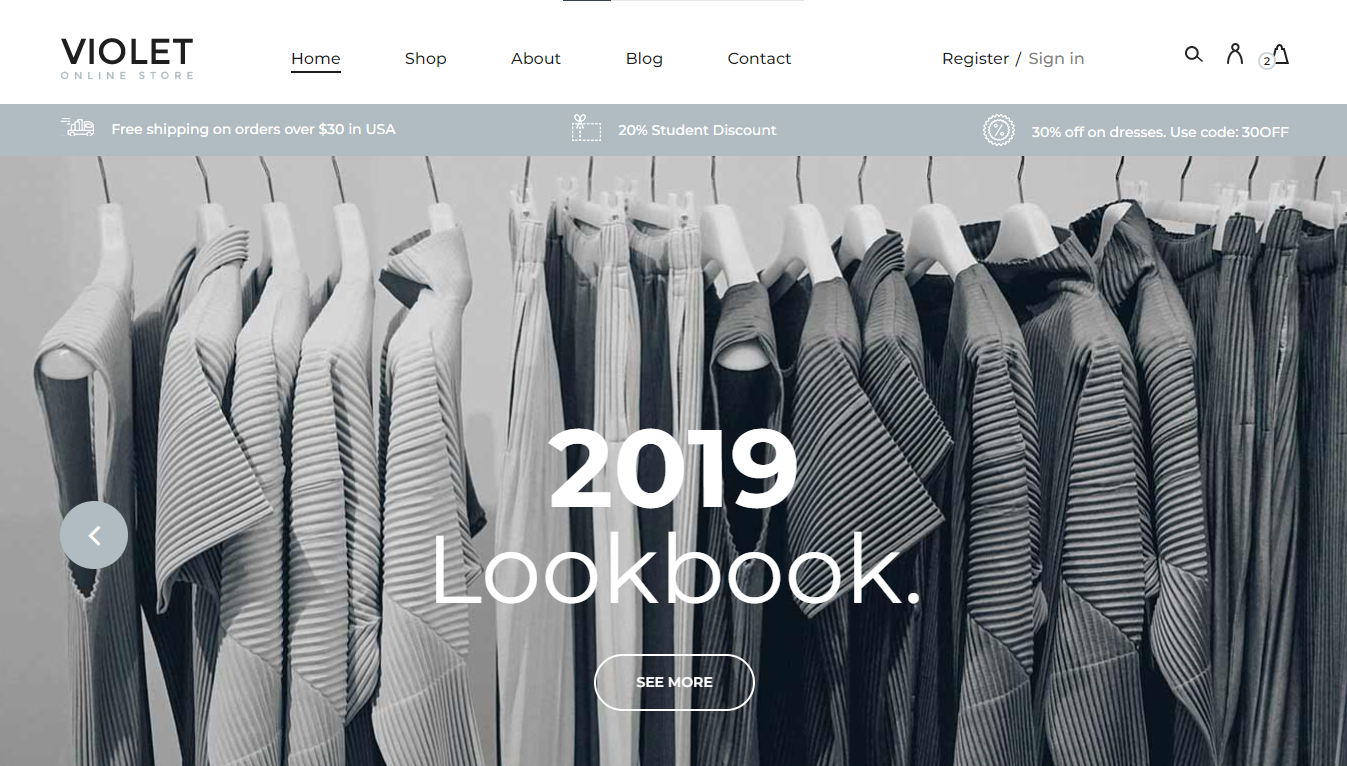 VIOLET
ONLINE STORE
Home Shop About Blog Contact Register / Sign in 2
Free shipping on orders over $30 in USA
20% Student Discount
30% off on dresses. Use code: 30OFF
2019
Lookbook.
SEE MORE